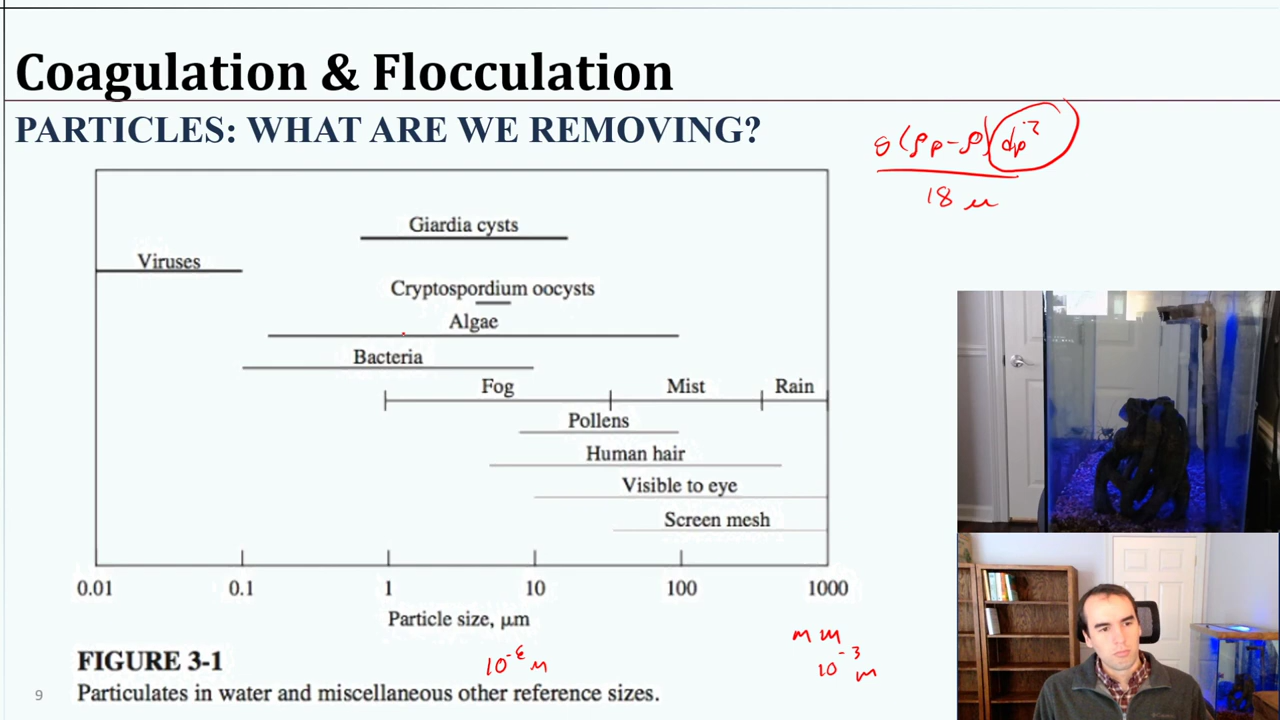 Coagulation & Flocculation
PARTICLES: WHAT ARE WE REMOVING?
g(ρp-ρ)dp²
18 μ
Giardia cysts
Viruses
Cryptospordium oocysts
Algae
Bacteria
Fog Mist Rain
Pollens
Human hair
Visible to eye
Screen mesh
0.01 0.1 1 10 100 1000
Particle size, μm
mm
10⁻⁶ m
10⁻³ m
FIGURE 3-1
Particulates in water and miscellaneous other reference sizes.
9